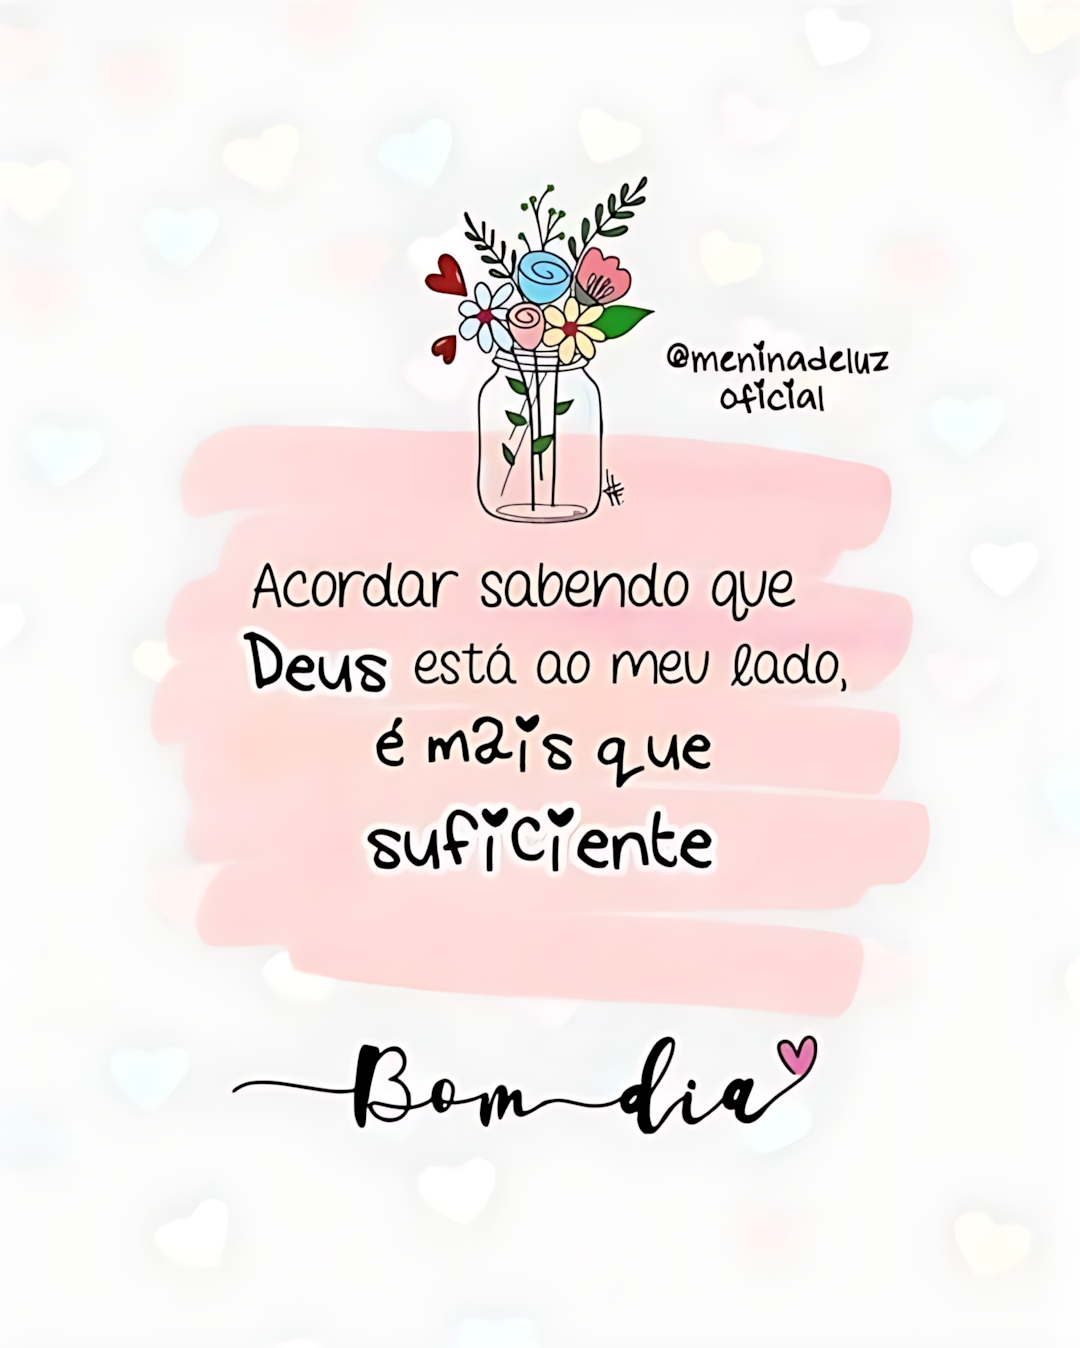 @meninadeluz
oficial
Acordar sabendo que
Deus está ao meu lado,
é mais que
suficiente
Bom dia